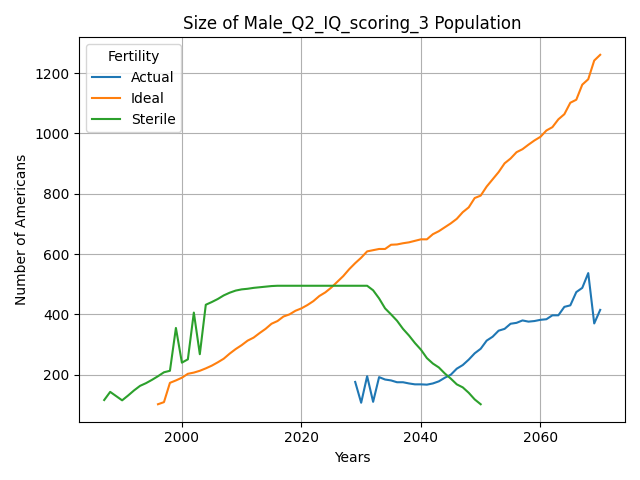 Size of Male_Q2_IQ_scoring_3 Population
Fertility
Actual
Ideal
Sterile
Number of Americans
1200
1000
800
600
400
200
2000
2020
2040
2060
Years